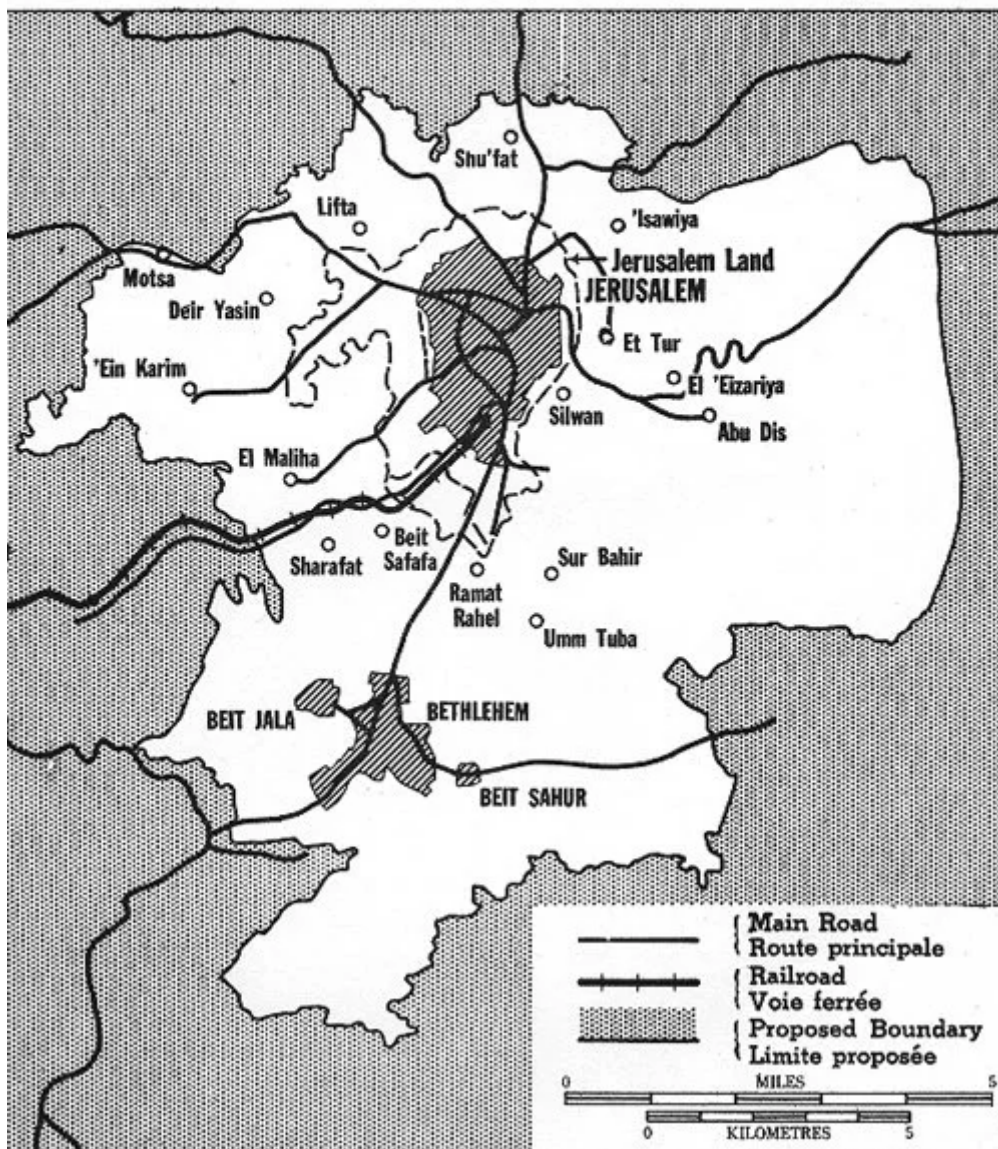 Shu'fat
Lifta
'Isawiya
Jerusalem Land
JERUSALEM
Motsa
Deir Yasin
Et Tur
'Ein Karim
El 'Eizariya
Silwan
Abu Dis
El Maliha
Beit
Safafa
Sharafat
Sur Bahir
Ramat
Rahel
Umm Tuba
BEIT JALA
BETHLEHEM
BEIT SAHUR
Main Road
Route principale
Railroad
Voie ferrée
Proposed Boundary
Limite proposée
0 MILES 5
0 KILOMETRES 5